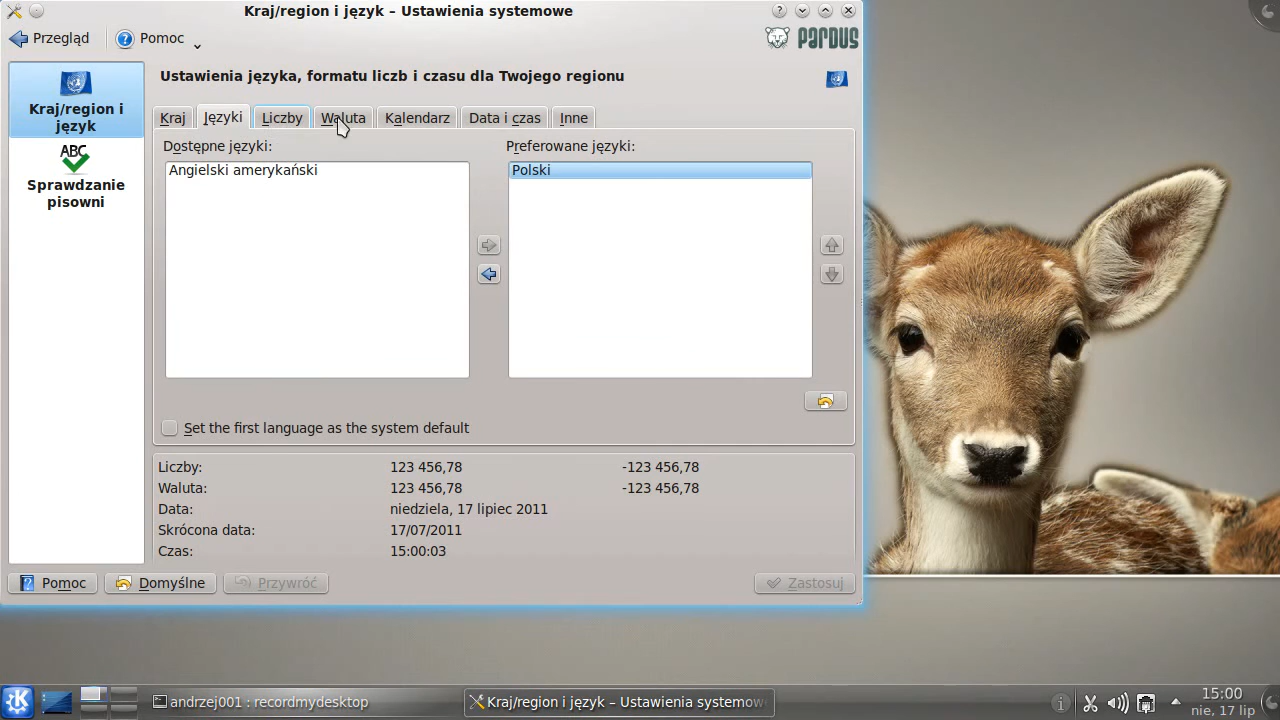 Kraj/region i język – Ustawienia systemowe
Przegląd
Pomoc
PARDUS
Kraj/region i język
ABC
Sprawdzanie pisowni
Ustawienia języka, formatu liczb i czasu dla Twojego regionu
Kraj Języki Liczby Waluta Kalendarz Data i czas Inne
Dostępne języki: Preferowane języki:
Angielski amerykański Polski
Set the first language as the system default
Liczby: 123 456,78 -123 456,78
Waluta: 123 456,78 -123 456,78
Data: niedziela, 17 lipiec 2011
Skrócona data: 17/07/2011
Czas: 15:00:03
Pomoc Domyślne Przywróć Zastosuj
andrzej001 : recordmydesktop
Kraj/region i język – Ustawienia systemow
15:00
nie, 17 lip